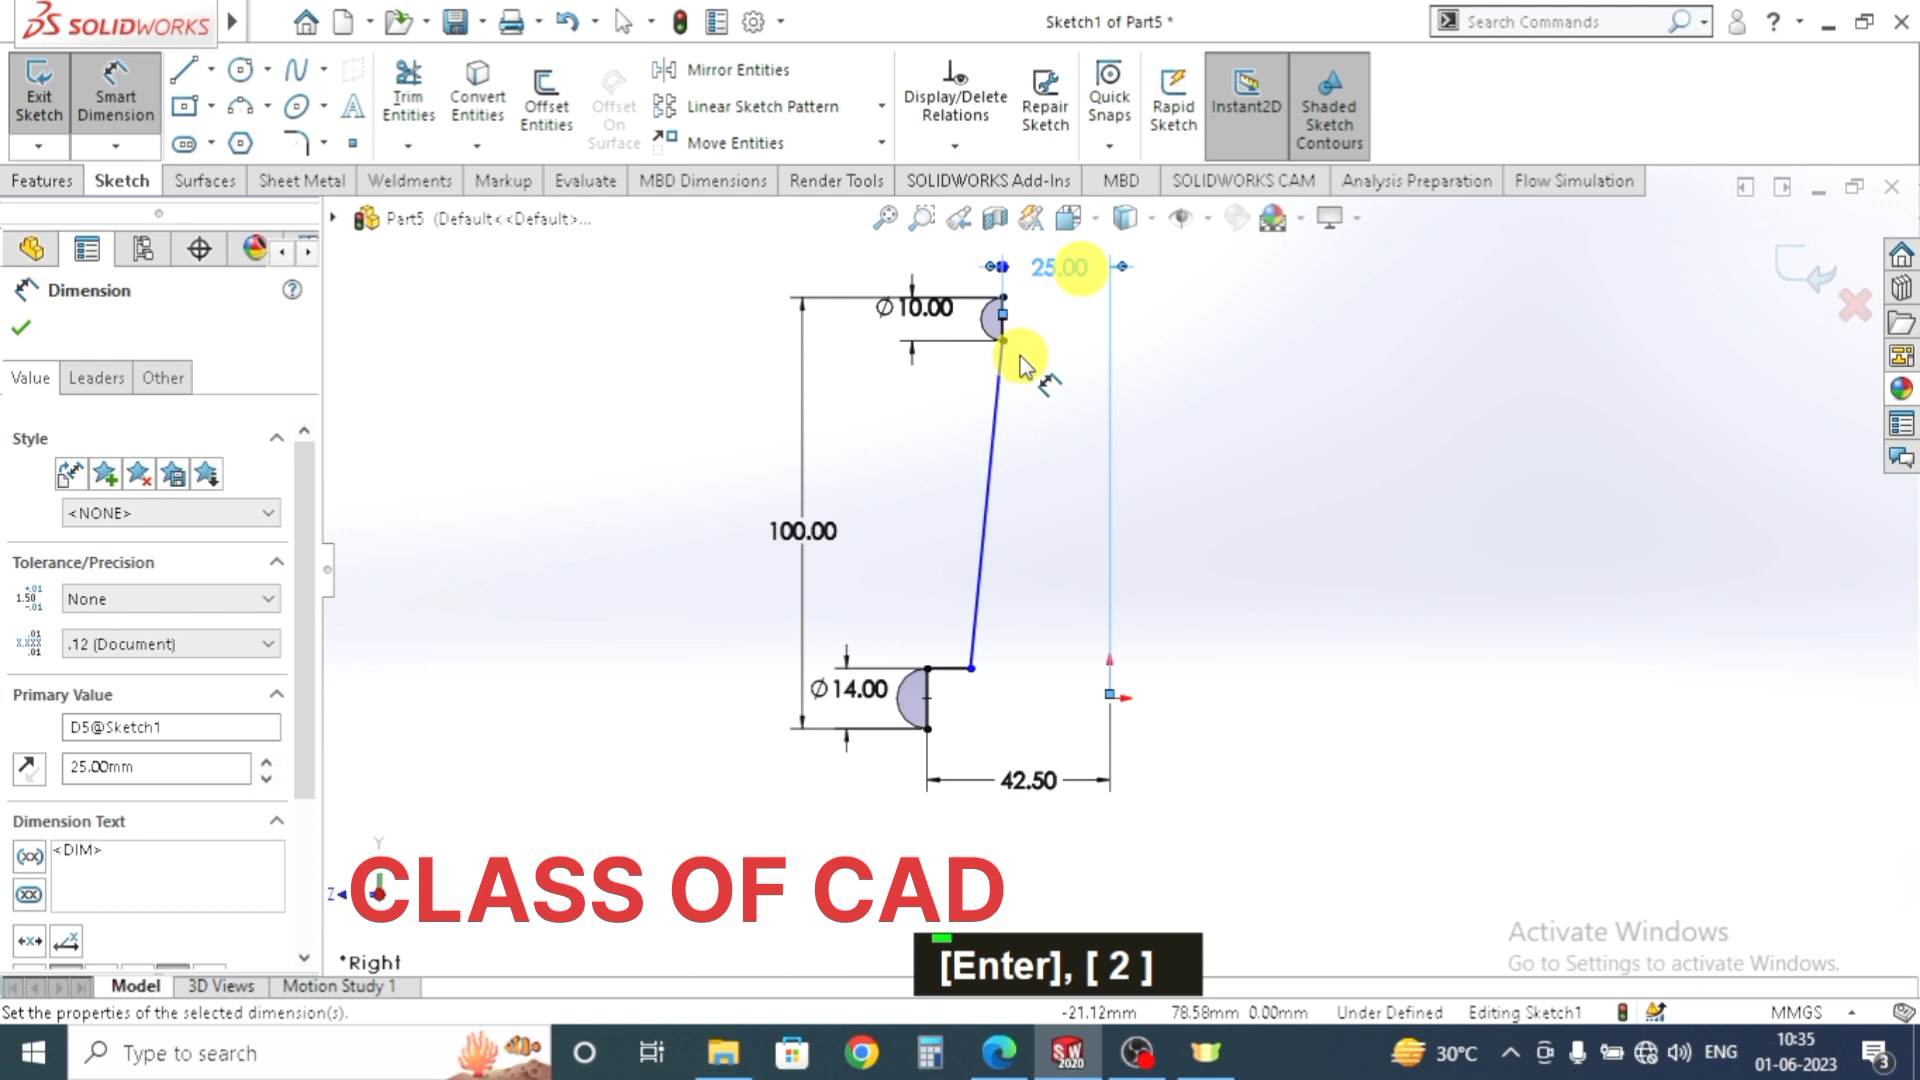 SOLIDWORKS
Sketch1 of Part5 *
Search Commands
Exit Sketch
Smart Dimension
Trim Entities
Convert Entities
Offset Entities
Offset On Surface
Mirror Entities
Linear Sketch Pattern
Move Entities
Display/Delete Relations
Repair Sketch
Quick Snaps
Rapid Sketch
Instant2D
Shaded Sketch Contours
Features Sketch Surfaces Sheet Metal Weldments Markup Evaluate MBD Dimensions Render Tools SOLIDWORKS Add-Ins MBD SOLIDWORKS CAM Analysis Preparation Flow Simulation
Part5 (Default<<Default>...
Dimension
Value Leaders Other
Style
<NONE>
Tolerance/Precision
None
.12 (Document)
Primary Value
D5@Sketch1
25.00mm
Dimension Text
<DIM>
25.00
∅10.00
100.00
∅14.00
42.50
Y
Z
CLASS OF CAD
*Right
[Enter], [ 2 ]
Activate Windows
Go to Settings to activate Windows.
Model 3D Views Motion Study 1
Set the properties of the selected dimension(s).
-21.12mm 78.58mm 0.00mm Under Defined Editing Sketch1 MMGS
Type to search
SW 2020
30°C
ENG
10:35
01-06-2023
3